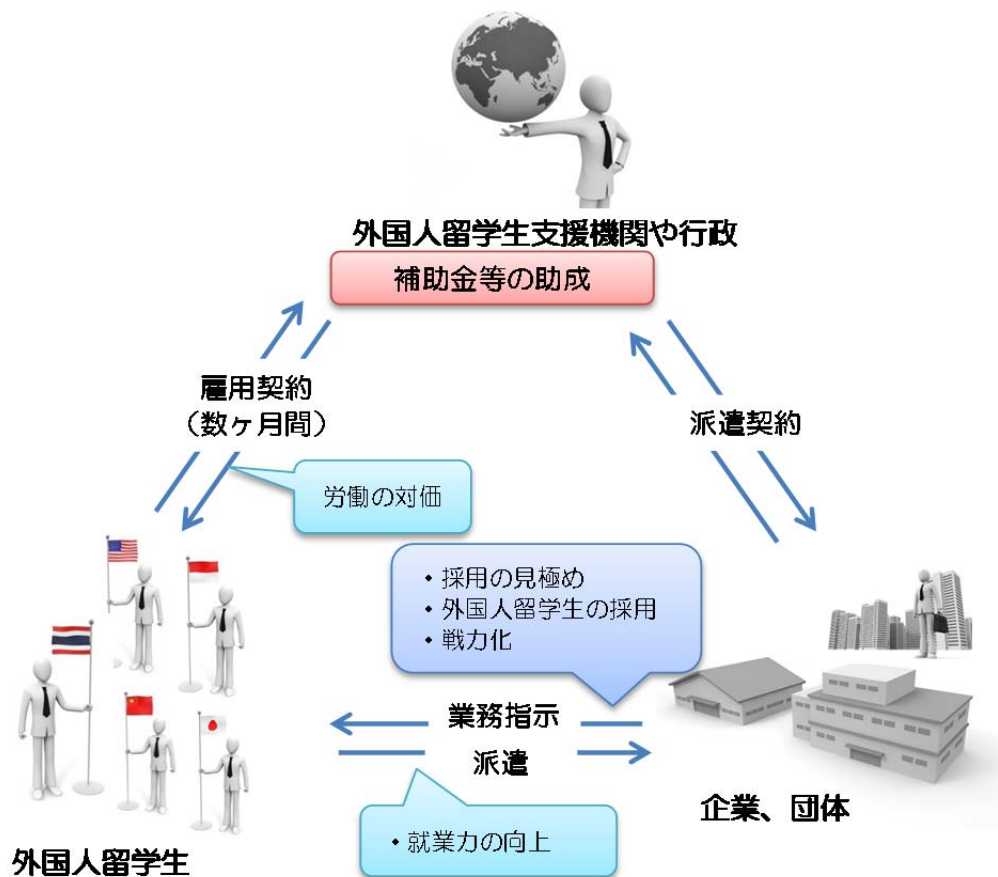 外国人留学生支援機関や行政
補助金等の助成
雇用契約
（数ヶ月間）
派遣契約
労働の対価
・採用の見極め
・外国人留学生の採用
・戦力化
業務指示
派遣
・就業力の向上
企業、団体
外国人留学生